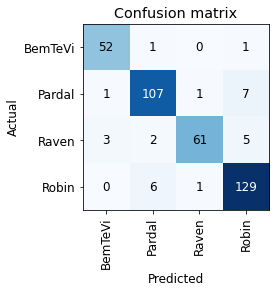 Confusion matrix
Actual
BemTeVi 52 1 0 1
Pardal 1 107 1 7
Raven 3 2 61 5
Robin 0 6 1 129
BemTeVi Pardal Raven Robin
Predicted